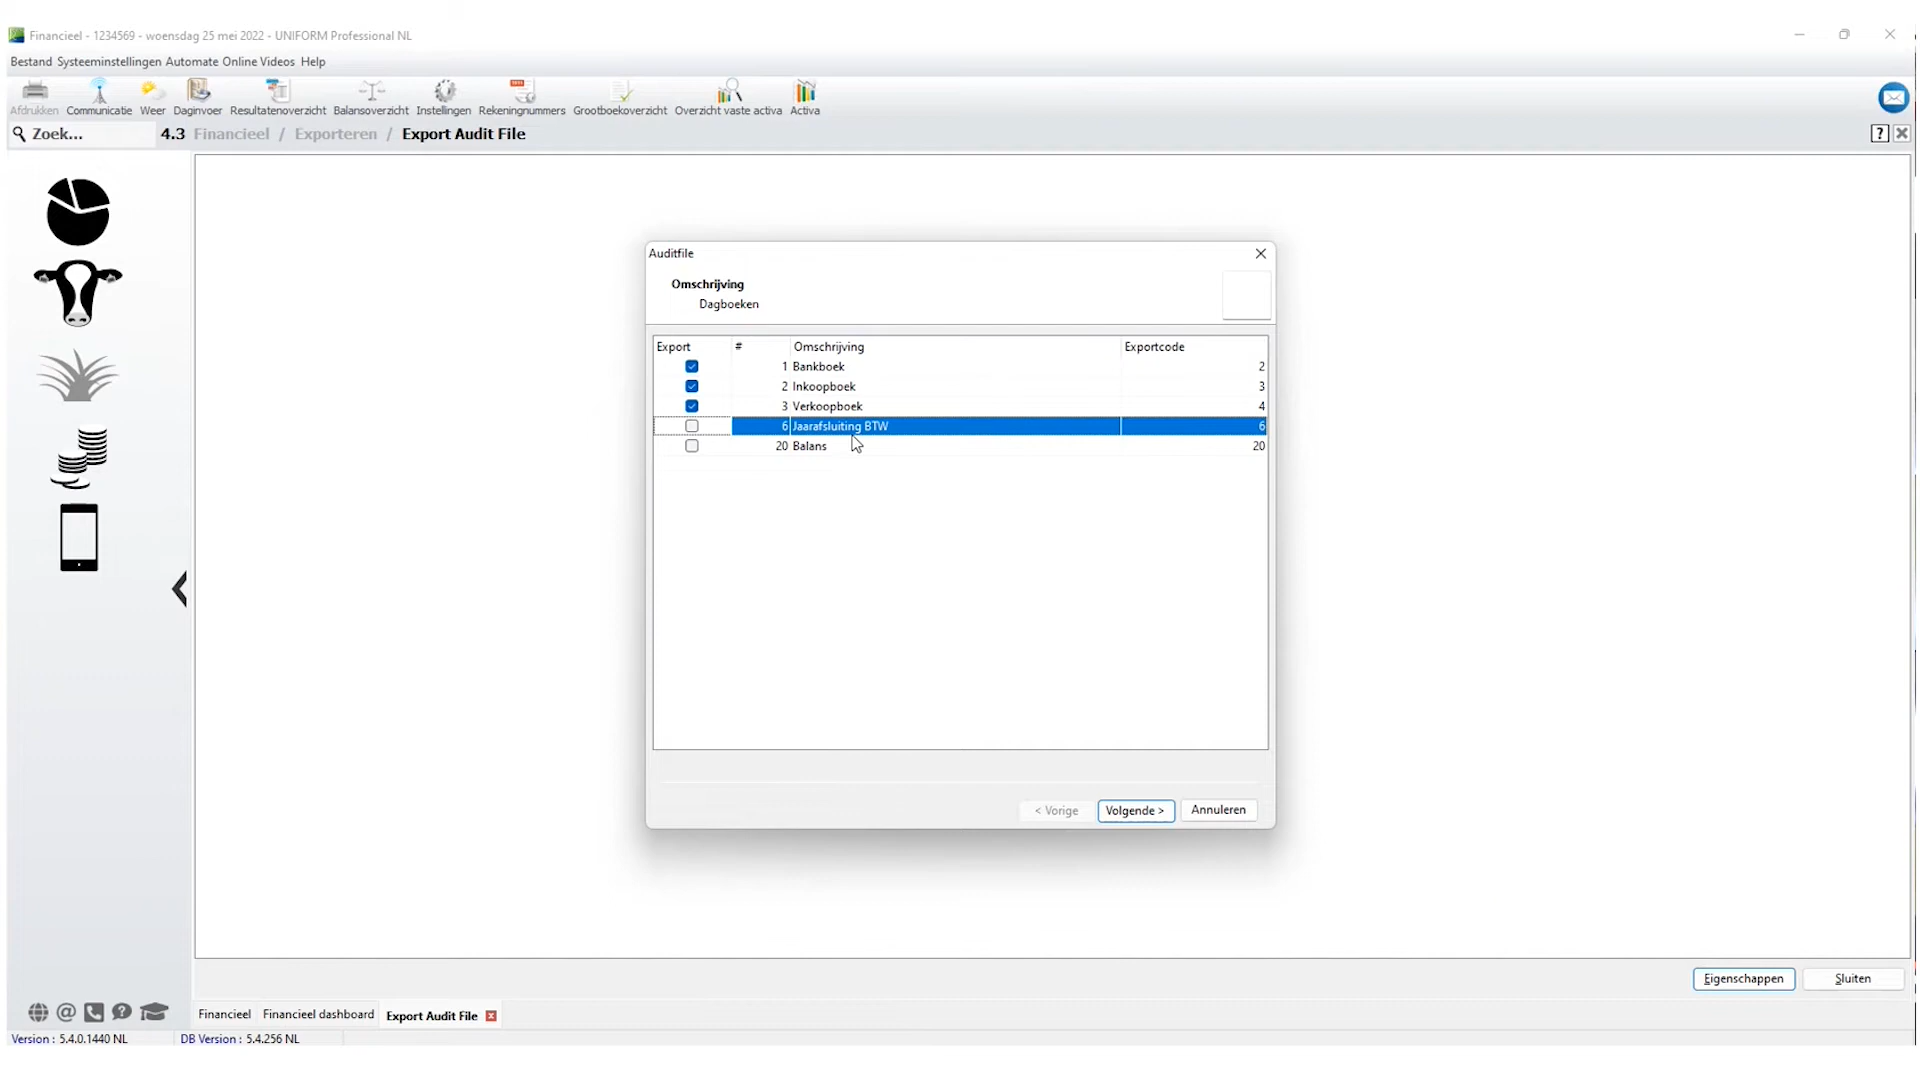 Financieel - 1234569 - woensdag 25 mei 2022 - UNIFORM Professional NL
Bestand Systeeminstellingen Automate Online Videos Help
Afdrukken Communicatie Weer Daginvoer Resultatenoverzicht Balansoverzicht Instellingen Rekeningnummers Grootboekoverzicht Overzicht vaste activa Activa
Zoek... 4.3 Financieel / Exporteren / Export Audit File
Auditfile
Omschrijving
Dagboeken
Export # Omschrijving Exportcode
1 Bankboek 2
2 Inkoopboek 3
3 Verkoopboek 4
6 Jaarafsluiting BTW 6
20 Balans 20
< Vorige Volgende > Annuleren
Eigenschappen Sluiten
Financieel Financieel dashboard Export Audit File
Version : 5.4.0.1440 NL DB Version : 5.4.256 NL